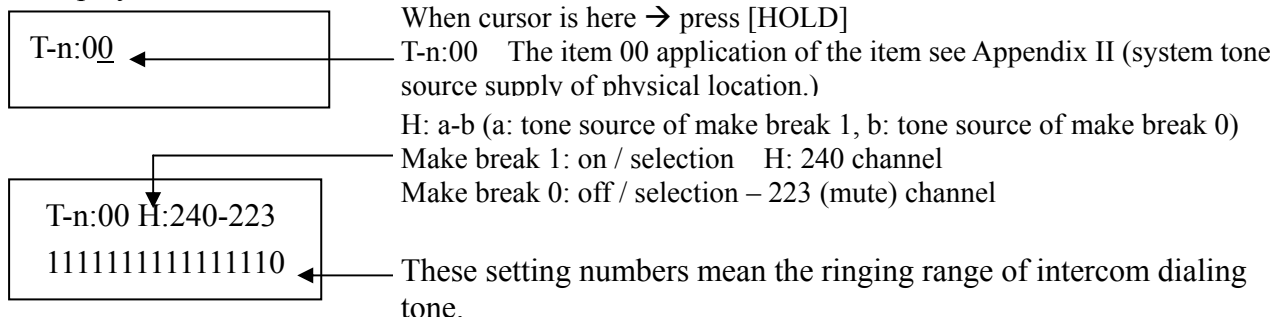 When cursor is here → press [HOLD]
T-n:00
T-n:00 The item 00 application of the item see Appendix II (system tone
source supply of physical location.)
H: a-b (a: tone source of make break 1, b: tone source of make break 0)
Make break 1: on / selection H: 240 channel
Make break 0: off / selection – 223 (mute) channel
T-n:00 H:240-223
1111111111111110
These setting numbers mean the ringing range of intercom dialing
tone.